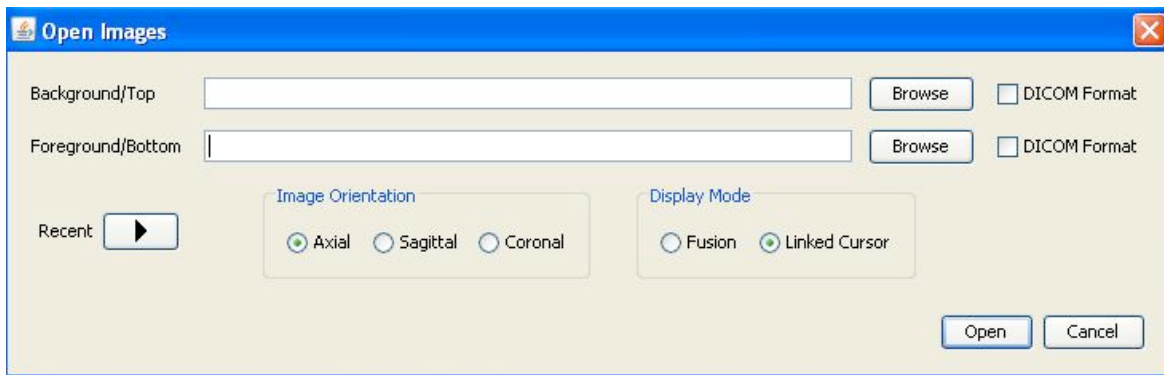 Open Images
Background/Top Browse DICOM Format
Foreground/Bottom Browse DICOM Format
Image Orientation Display Mode
Recent Axial Sagittal Coronal Fusion Linked Cursor
Open Cancel